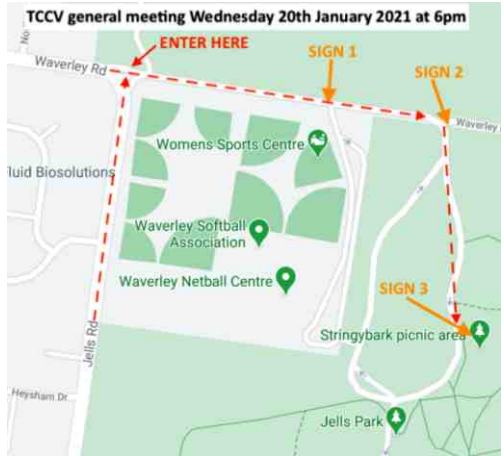 TCCV general meeting Wednesday 20th January 2021 at 6pm
No
ENTER HERE
SIGN 1
SIGN 2
Waverley Rd
Waverley
Womens Sports Centre
fluid Biosolutions
Waverley Softball
Association
Waverley Netball Centre
SIGN 3
Stringybark picnic area
Jells Rd
Heysham Dr
Jells Park